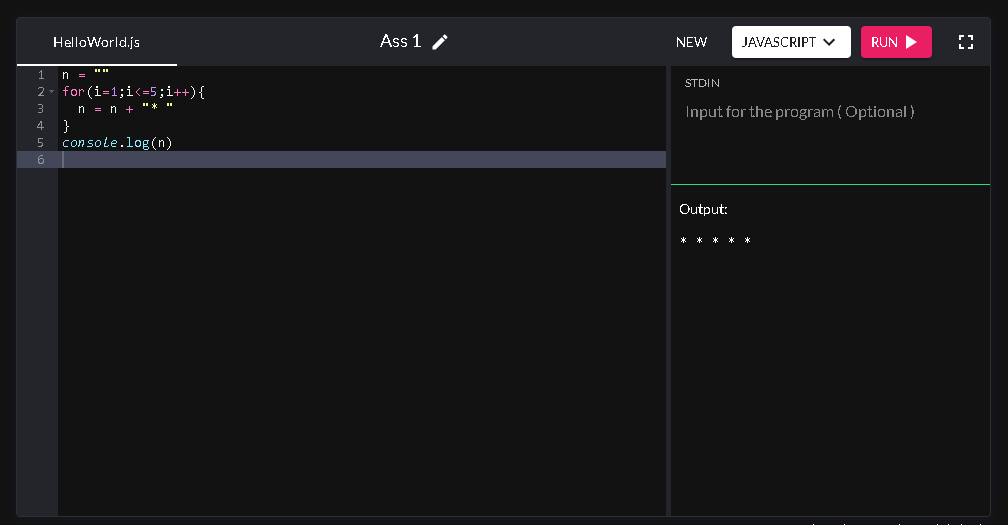 HelloWorld.js
Ass 1
NEW
JAVASCRIPT
RUN
1 n = ""
2 for(i=1;i<=5;i++){
3   n = n + "* "
4 }
5 console.log(n)
6
STDIN
Input for the program ( Optional )
Output:
* * * * *